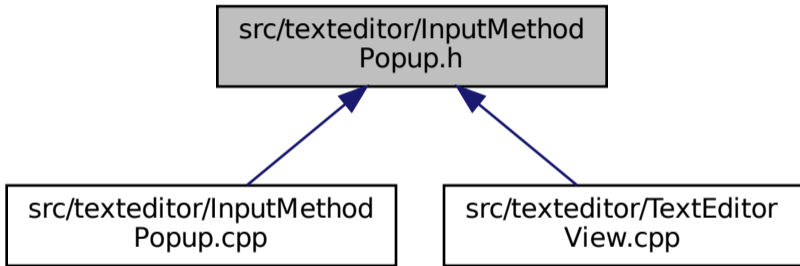 src/texteditor/InputMethod
Popup.h
src/texteditor/InputMethod
Popup.cpp
src/texteditor/TextEditor
View.cpp